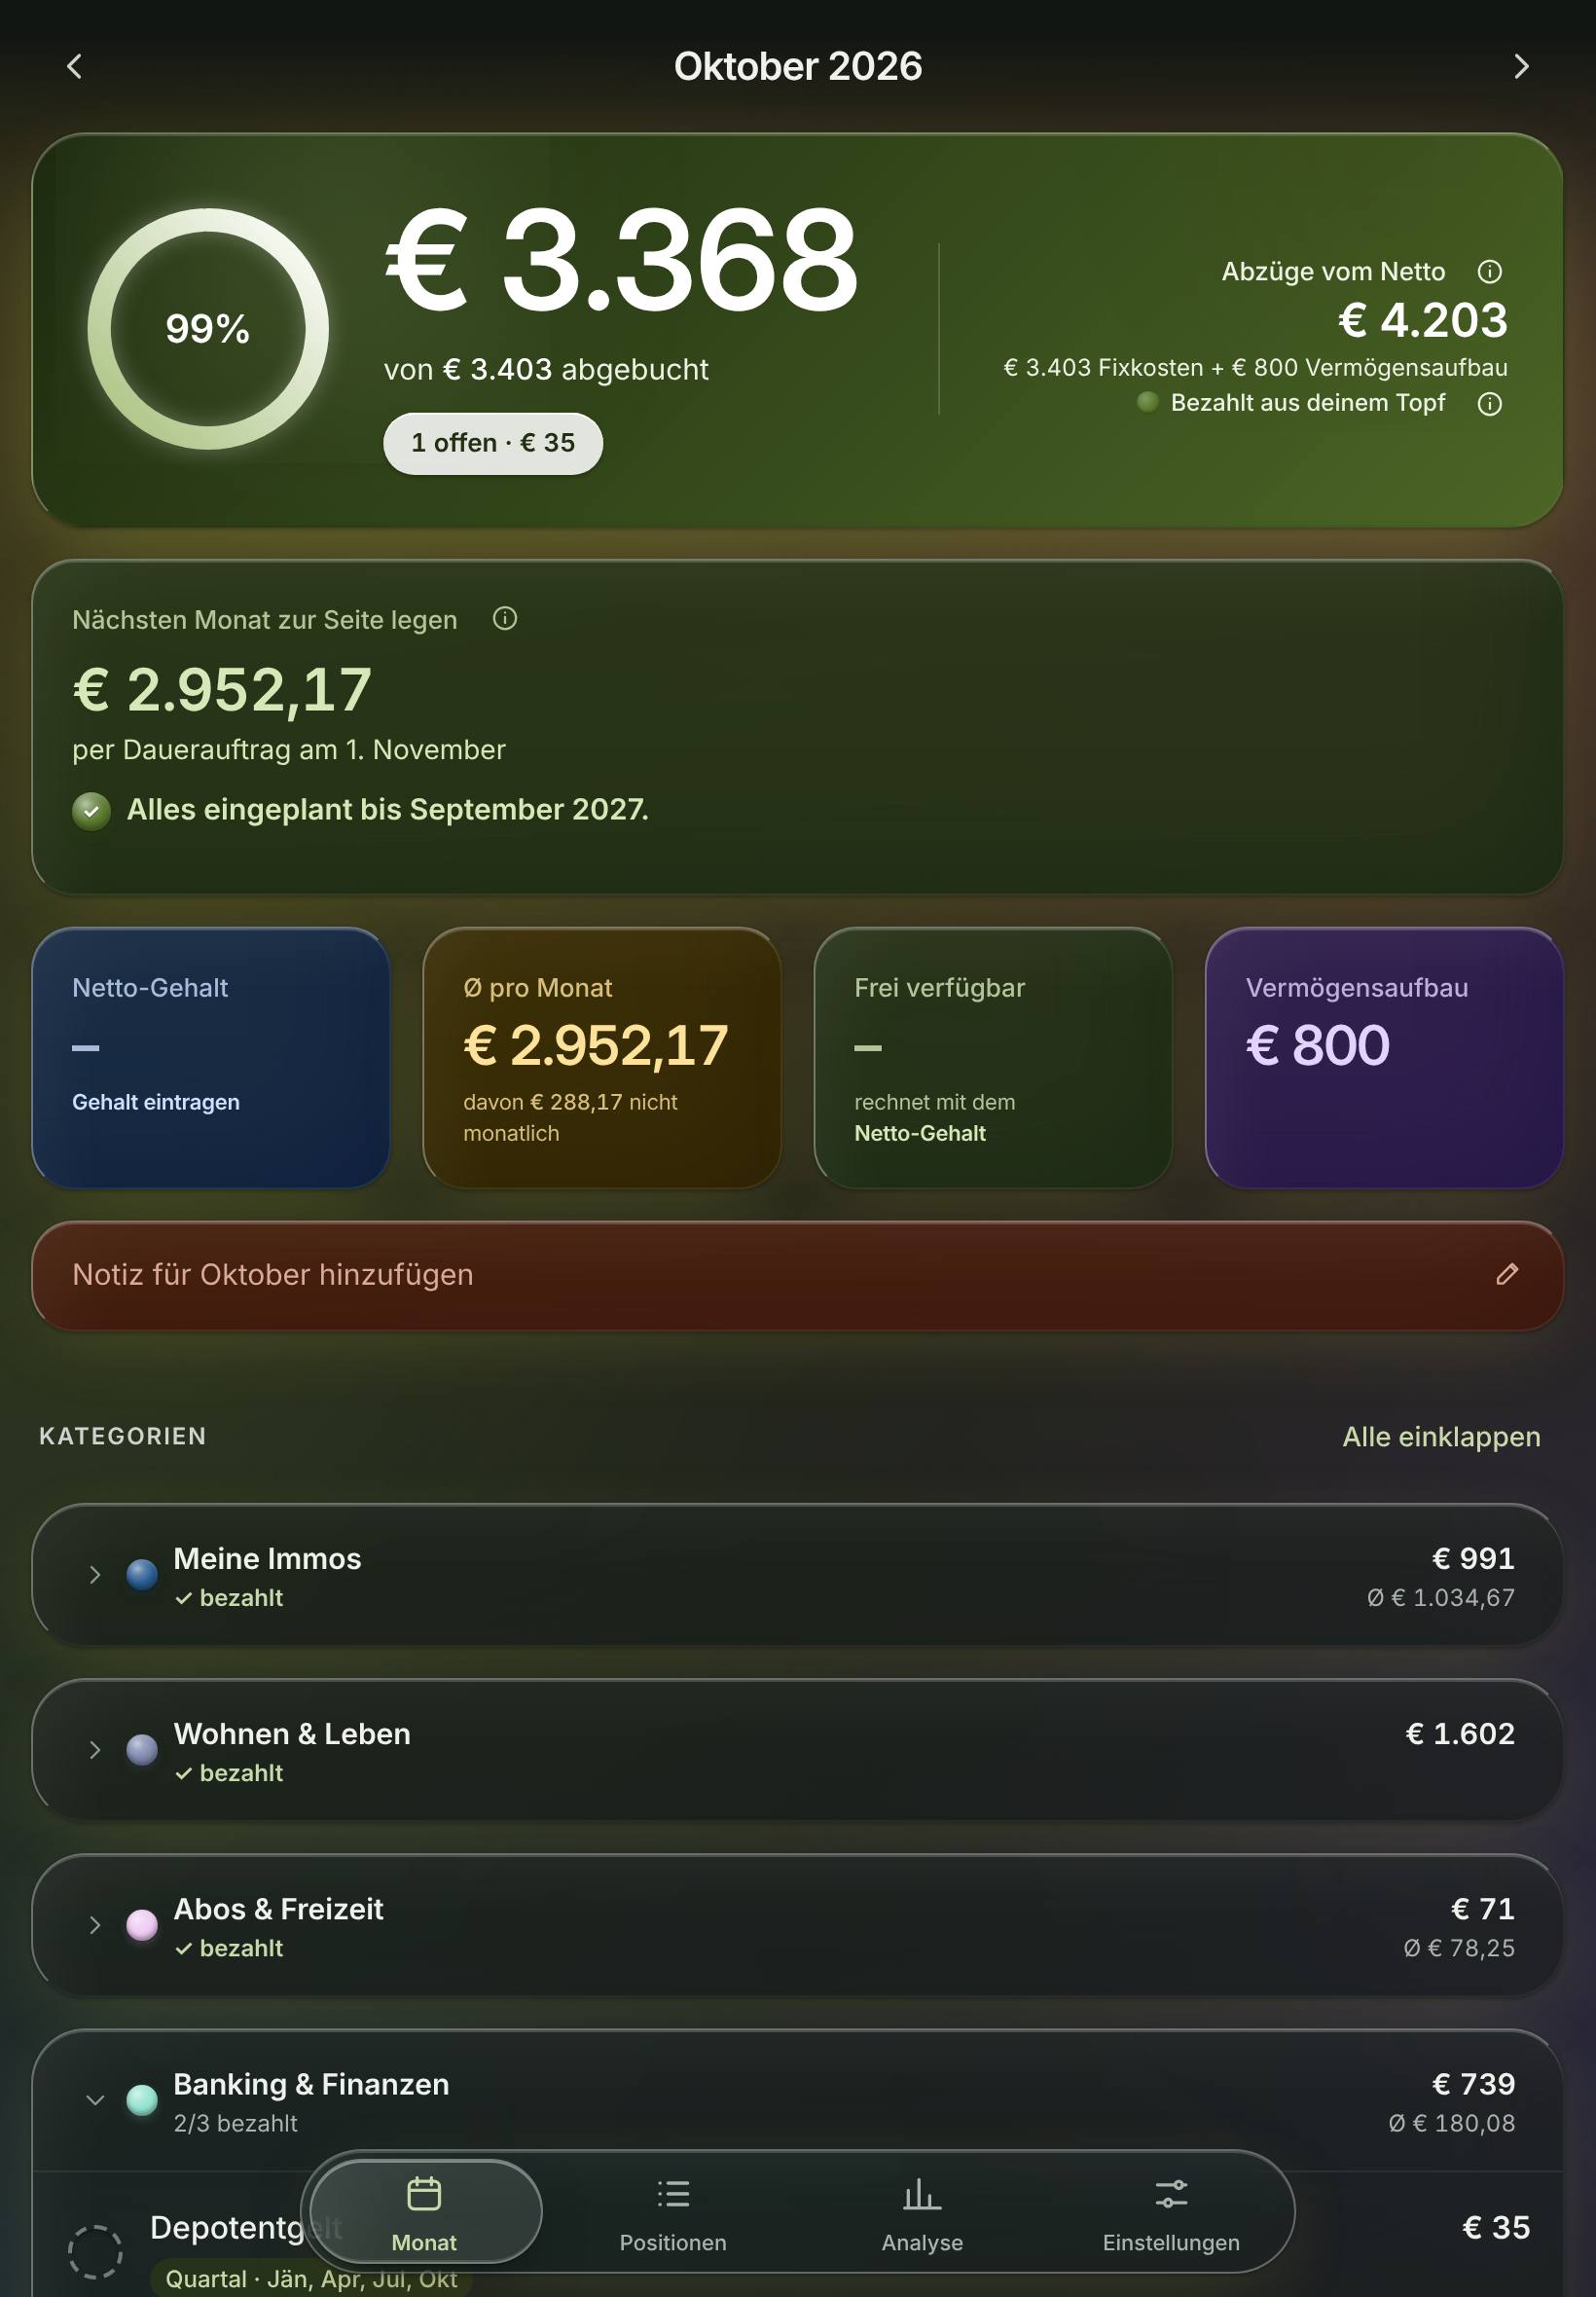 Oktober 2026
99%
€ 3.368
von € 3.403 abgebucht
1 offen · € 35
Abzüge vom Netto
€ 4.203
€ 3.403 Fixkosten + € 800 Vermögensaufbau
Bezahlt aus deinem Topf
Nächsten Monat zur Seite legen
€ 2.952,17
per Dauerauftrag am 1. November
Alles eingeplant bis September 2027.
Netto-Gehalt
–
Gehalt eintragen
Ø pro Monat
€ 2.952,17
davon € 288,17 nicht
monatlich
Frei verfügbar
–
rechnet mit dem
Netto-Gehalt
Vermögensaufbau
€ 800
Notiz für Oktober hinzufügen
KATEGORIEN
Alle einklappen
Meine Immos
✓ bezahlt
€ 991
Ø € 1.034,67
Wohnen & Leben
✓ bezahlt
€ 1.602
Abos & Freizeit
✓ bezahlt
€ 71
Ø € 78,25
Banking & Finanzen
2/3 bezahlt
€ 739
Ø € 180,08
Depotentgelt
€ 35
Quartal · Jän, Apr, Jul, Okt
Monat
Positionen
Analyse
Einstellungen